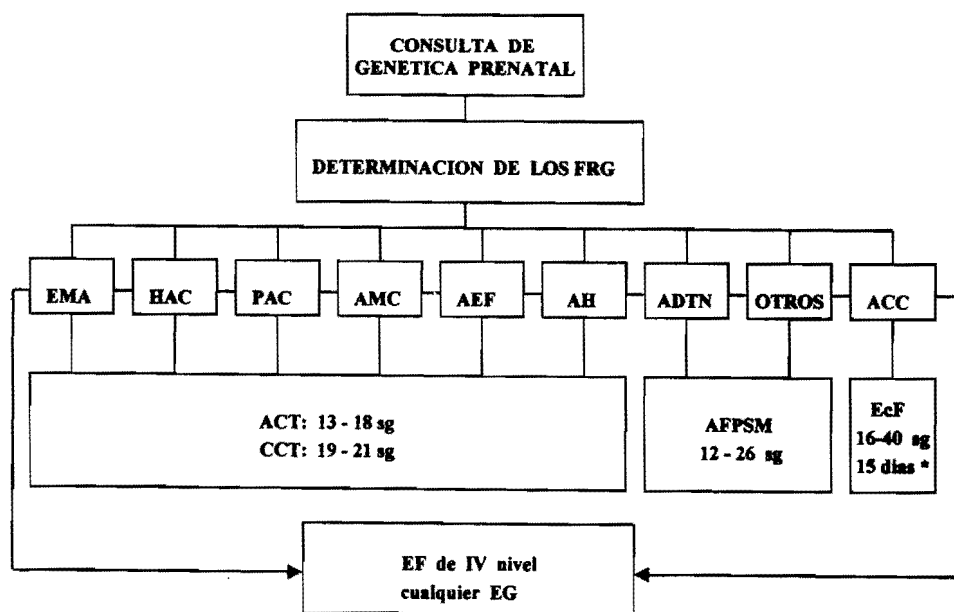 CONSULTA DE
GENETICA PRENATAL
DETERMINACION DE LOS FRG
EMA HAC PAC AMC AEF AH ADTN OTROS ACC
ACT: 13 - 18 sg
CCT: 19 - 21 sg
AFPSM
12 - 26 sg
EcF
16-40 sg
15 dias *
EF de IV nivel
cualquier EG